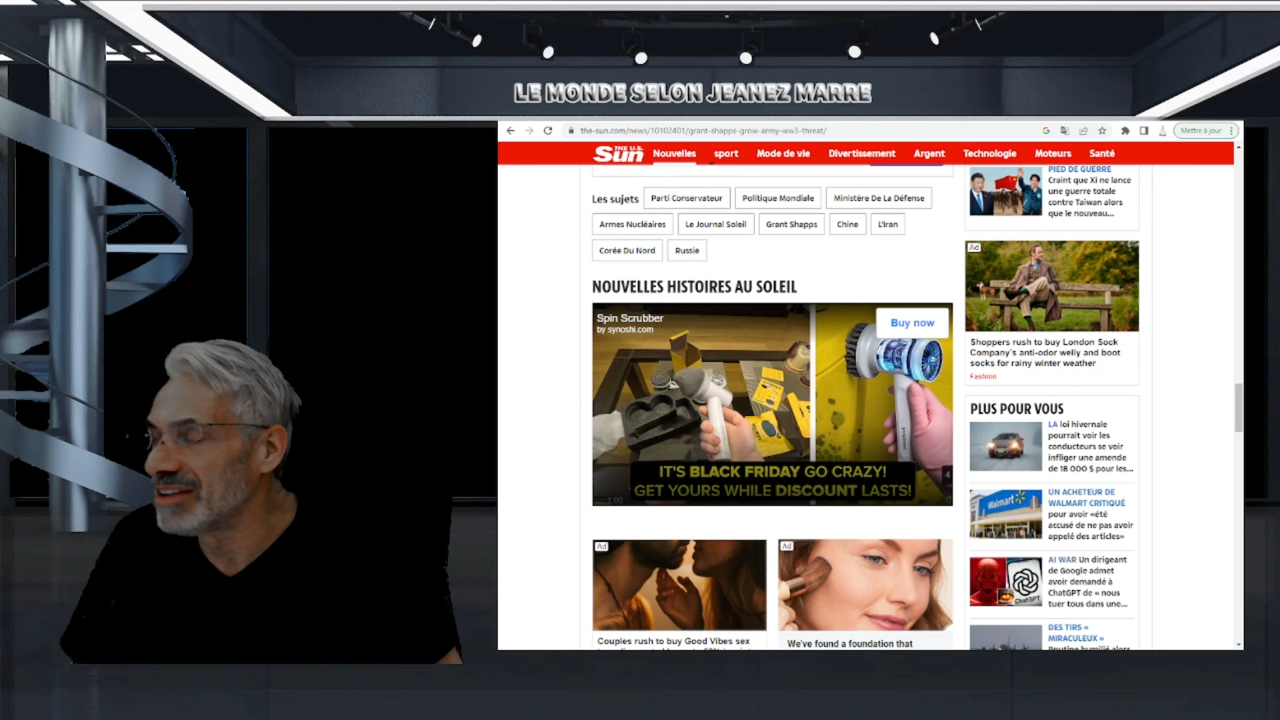 LE MONDE SELON JEANEZ MARRE
the-sun.com/news/10102401/grant-shapps-grow-army-ww3-threat/
Mettre à jour
THE U.S. Sun
Nouvelles sport Mode de vie Divertissement Argent Technologie Moteurs Santé
Les sujets
Parti Conservateur
Politique Mondiale
Ministère De La Défense
Armes Nucléaires
Le Journal Soleil
Grant Shapps
Chine
L'Iran
Corée Du Nord
Russie
NOUVELLES HISTOIRES AU SOLEIL
Spin Scrubber
by synoshi.com
Buy now
IT'S BLACK FRIDAY GO CRAZY!
GET YOURS WHILE DISCOUNT LASTS!
1:00
Ad
Couples rush to buy Good Vibes sex
Ad
We've found a foundation that
PIED DE GUERRE
Craint que Xi ne lance
une guerre totale
contre Taiwan alors
que le nouveau...
Ad
Shoppers rush to buy London Sock
Company's anti-odor welly and boot
socks for rainy winter weather
Fashion
PLUS POUR VOUS
LA loi hivernale
pourrait voir les
conducteurs se voir
infliger une amende
de 18 000 $ pour les...
Walmart
UN ACHETEUR DE
WALMART CRITIQUÉ
pour avoir «été
accusé de ne pas avoir
appelé des articles»
ChatGPT
AI WAR Un dirigeant
de Google admet
avoir demandé à
ChatGPT de « nous
tuer tous dans une...
DES TIRS «
MIRACULEUX »